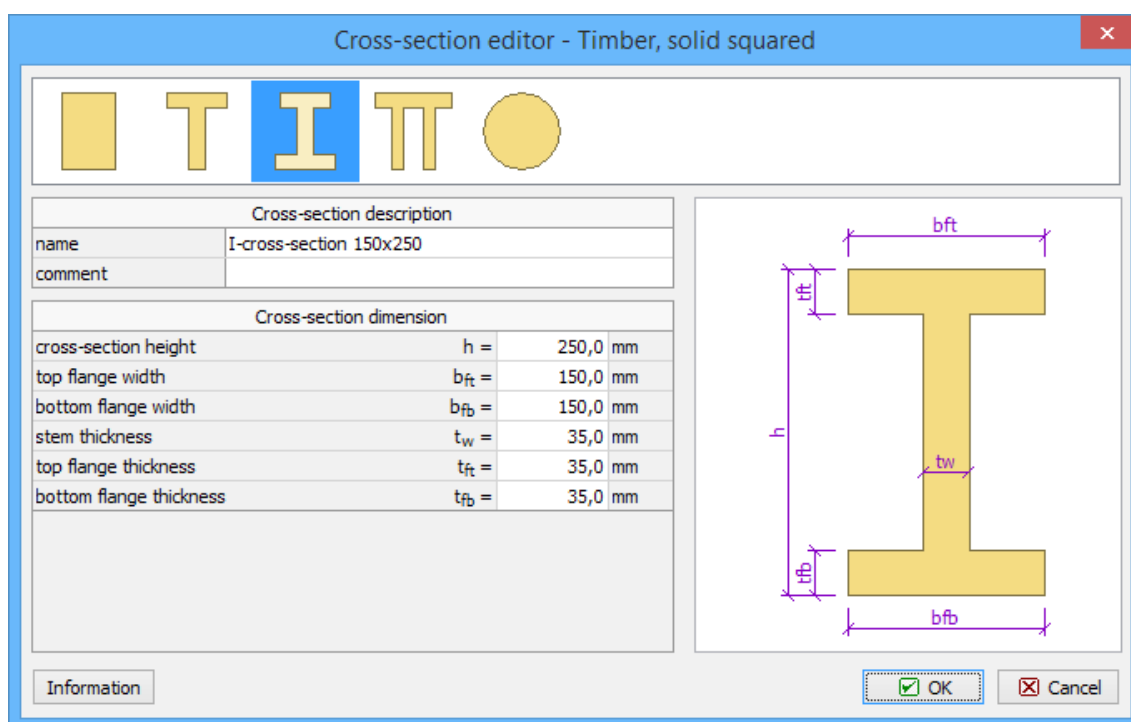 Cross-section editor - Timber, solid squared
Cross-section description
name I-cross-section 150x250
comment
Cross-section dimension
cross-section height h = 250,0 mm
top flange width bft = 150,0 mm
bottom flange width bfb = 150,0 mm
stem thickness tw = 35,0 mm
top flange thickness tft = 35,0 mm
bottom flange thickness tfb = 35,0 mm
bft
tft
h
tw
tfb
bfb
Information
OK
Cancel